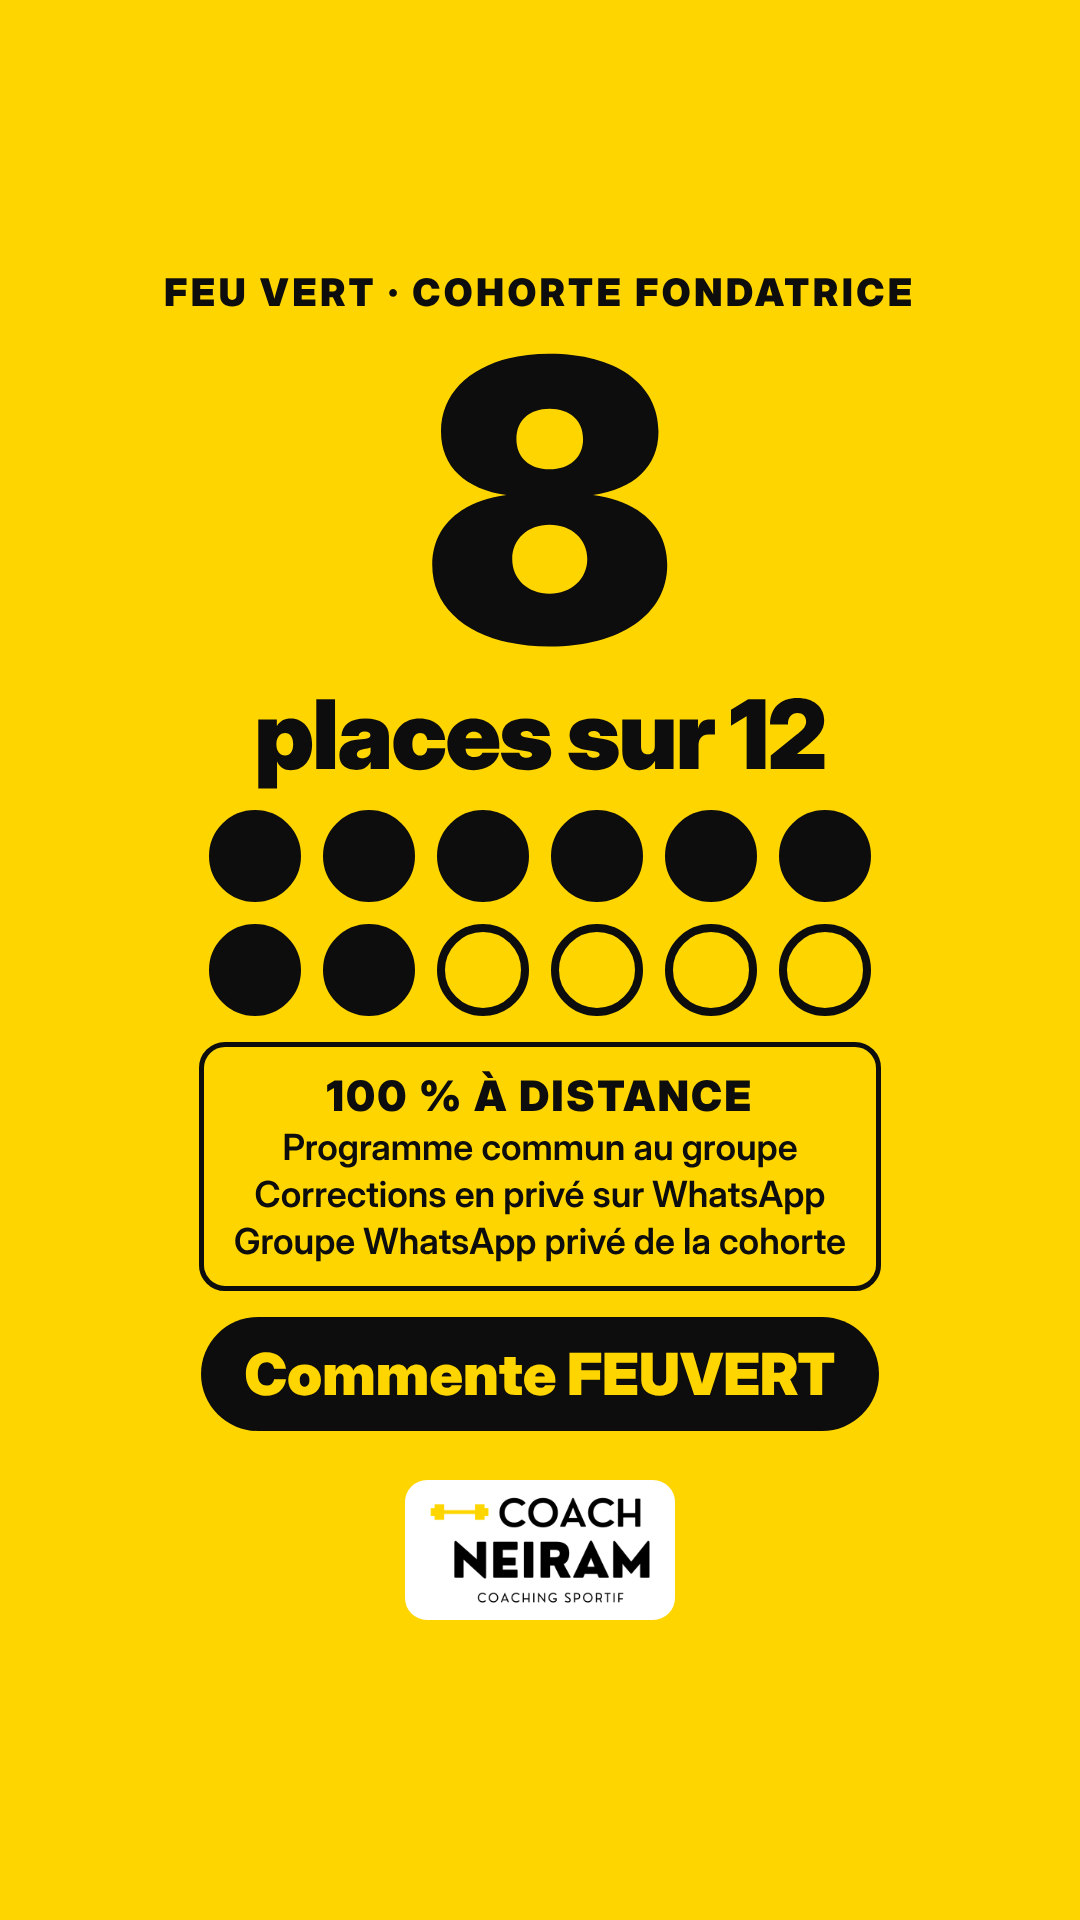 FEU VERT · COHORTE FONDATRICE
8
places sur 12
100 % À DISTANCE
Programme commun au groupe
Corrections en privé sur WhatsApp
Groupe WhatsApp privé de la cohorte
Commente FEUVERT
COACH
NEIRAM
COACHING SPORTIF